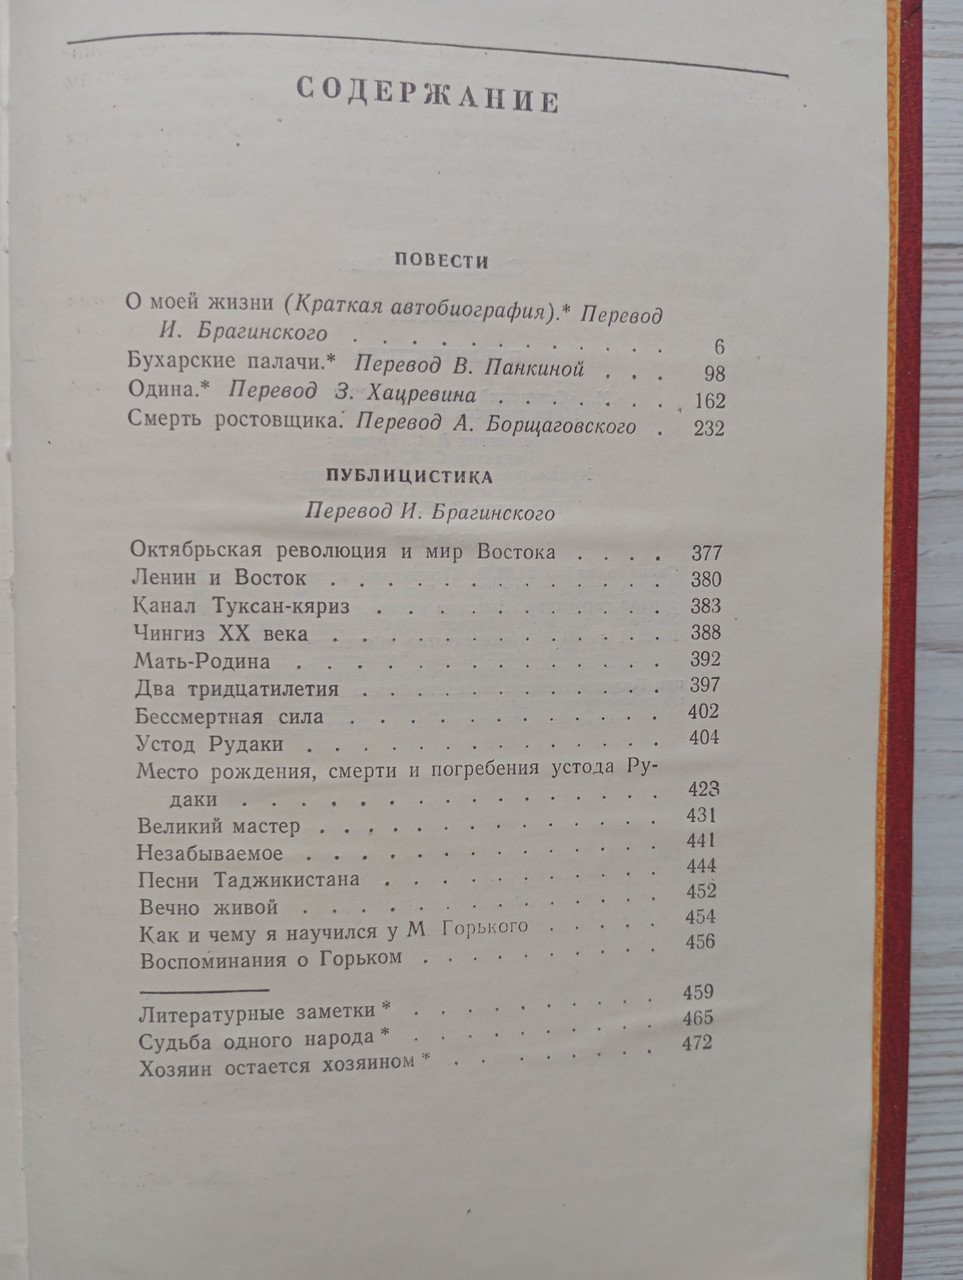 СОДЕРЖАНИЕ
ПОВЕСТИ
О моей жизни (Краткая автобиография).* Перевод
И. Брагинского . . . . . . . . . . . . 6
Бухарские палачи.* Перевод В. Панкиной . . . 98
Одина.* Перевод З. Хацревина . . . . . . . 162
Смерть ростовщика. Перевод А. Борщаговского . 232
ПУБЛИЦИСТИКА
Перевод И. Брагинского
Октябрьская революция и мир Востока . . . . 377
Ленин и Восток . . . . . . . . . . . . 380
Канал Туксан-кяриз . . . . . . . . . . . 383
Чингиз XX века . . . . . . . . . . . . 388
Мать-Родина . . . . . . . . . . . . . 392
Два тридцатилетия . . . . . . . . . . . 397
Бессмертная сила . . . . . . . . . . . 402
Устод Рудаки . . . . . . . . . . . . . 404
Место рождения, смерти и погребения устода Ру-
даки . . . . . . . . . . . . . . . 423
Великий мастер . . . . . . . . . . . . 431
Незабываемое . . . . . . . . . . . . . 441
Песни Таджикистана . . . . . . . . . . 444
Вечно живой . . . . . . . . . . . . . 452
Как и чему я научился у М Горького . . . . 454
Воспоминания о Горьком . . . . . . . . . 456
Литературные заметки * . . . . . . . . . 459
Судьба одного народа * . . . . . . . . . 465
Хозяин остается хозяином * . . . . . . . 472